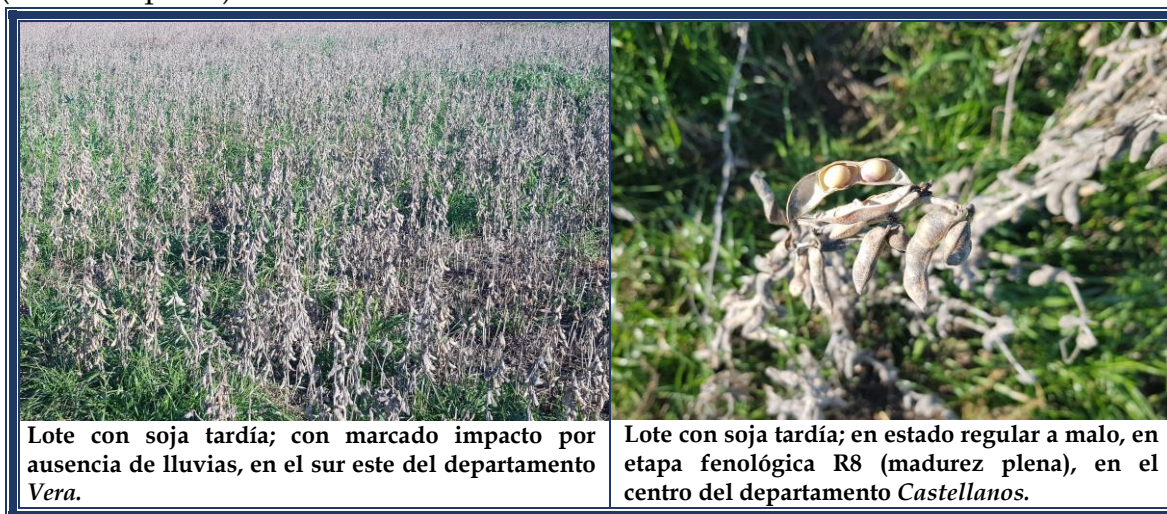 Lote con soja tardía; con marcado impacto por
ausencia de lluvias, en el sur este del departamento
Vera.
Lote con soja tardía; en estado regular a malo, en
etapa fenológica R8 (madurez plena), en el
centro del departamento Castellanos.